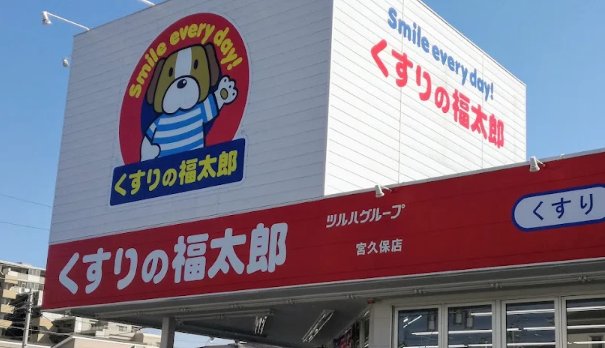 Smile every day!
くすりの福太郎
Smile every day!
くすりの福太郎
くすりの福太郎
ツルハグループ
宮久保店
くすり